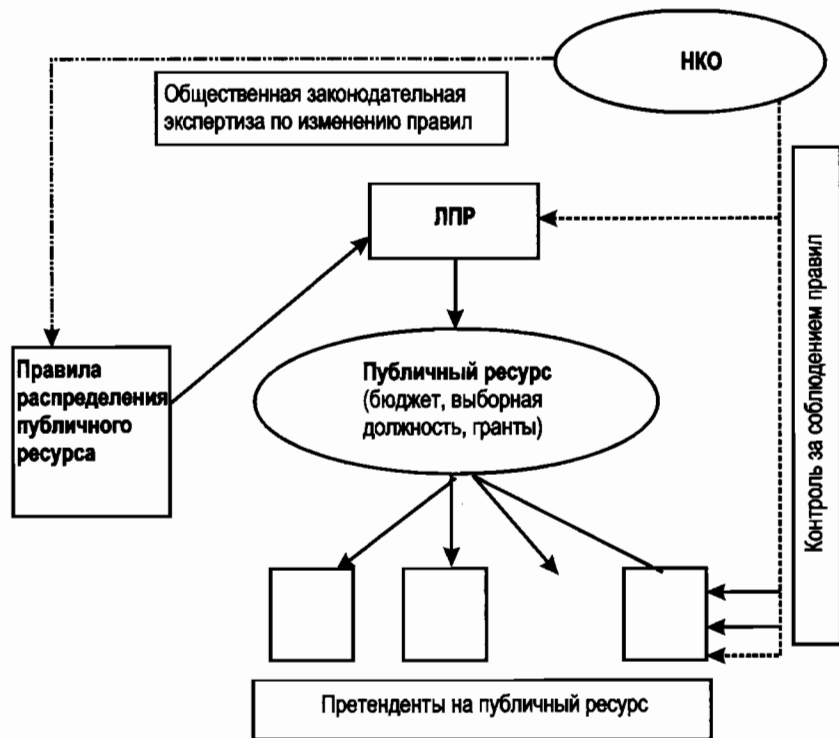 НКО
Общественная законодательная
экспертиза по изменению правил
ЛПР
Правила
распределения
публичного
ресурса
Публичный ресурс
(бюджет, выборная
должность, гранты)
Контроль за соблюдением правил
Претенденты на публичный ресурс